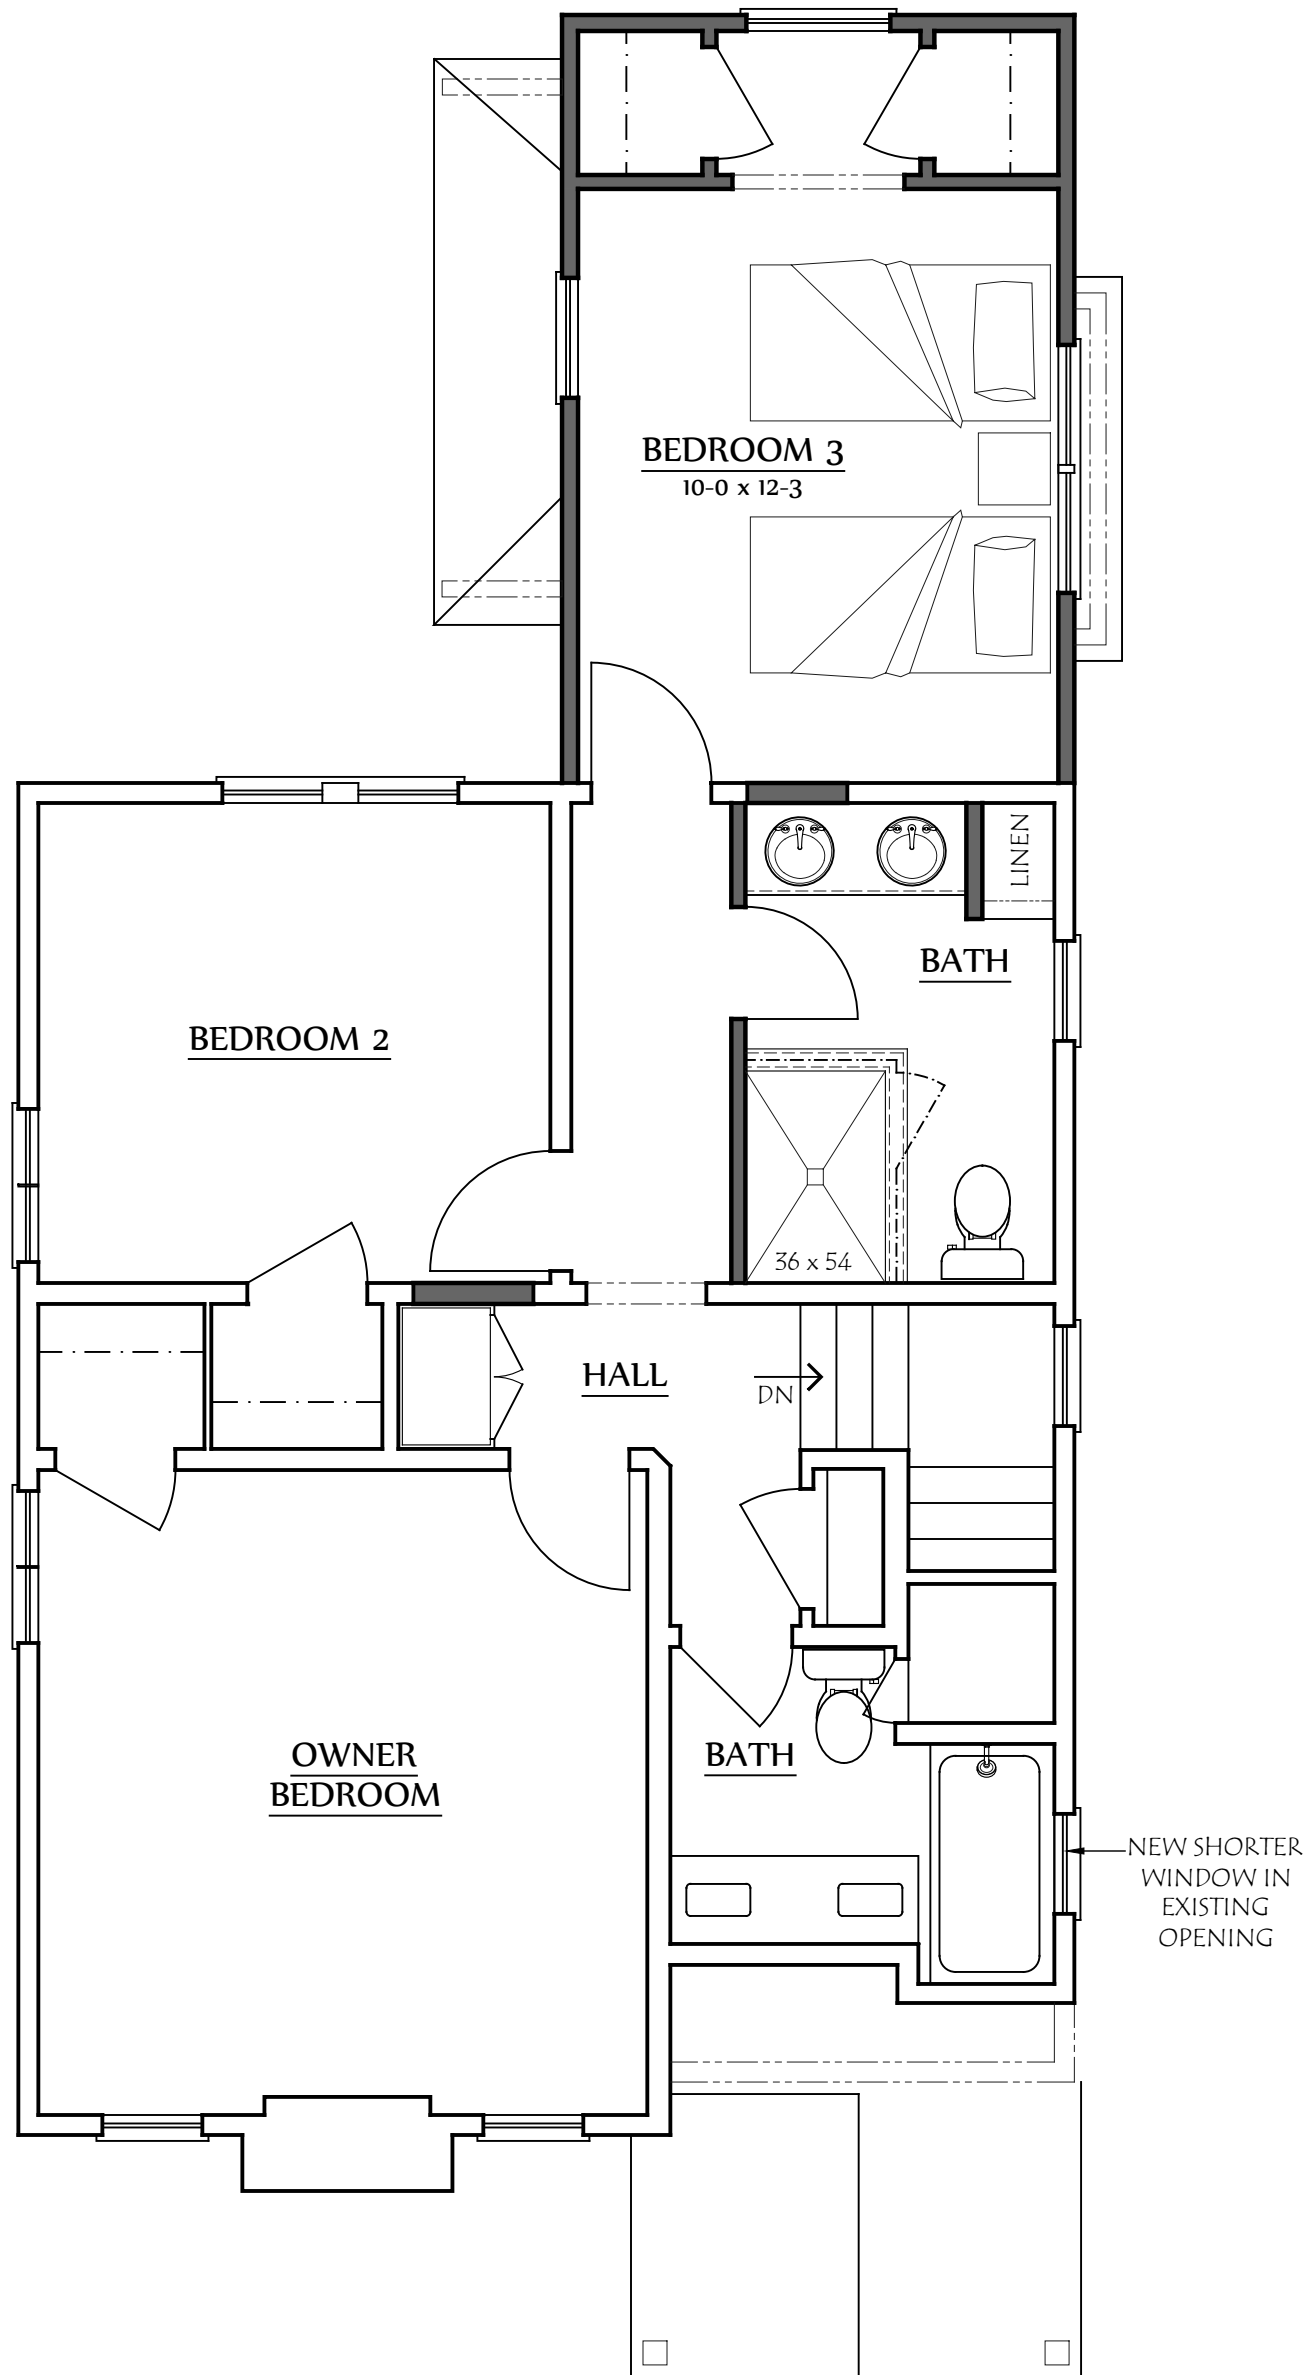 BEDROOM 3
10-0 x 12-3
LINEN
BATH
BEDROOM 2
36 x 54
HALL
DN
OWNER
BEDROOM
BATH
NEW SHORTER
WINDOW IN
EXISTING
OPENING